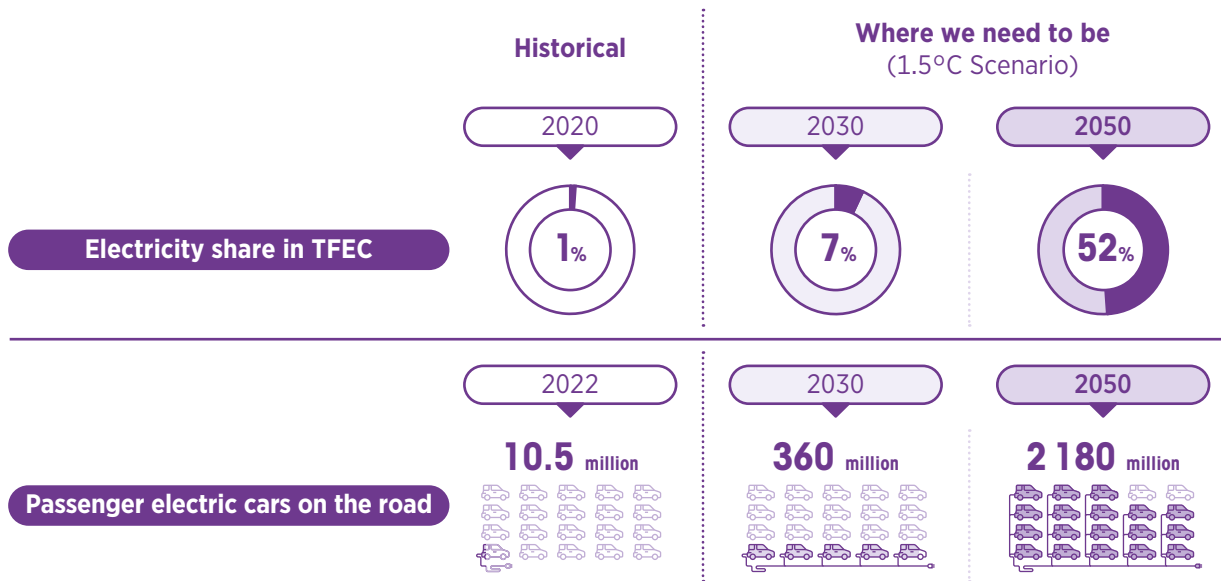 Historical
Where we need to be
(1.5°C Scenario)
2020
2030
2050
Electricity share in TFEC
1%
7%
52%
2022
2030
2050
10.5 million
360 million
2 180 million
Passenger electric cars on the road